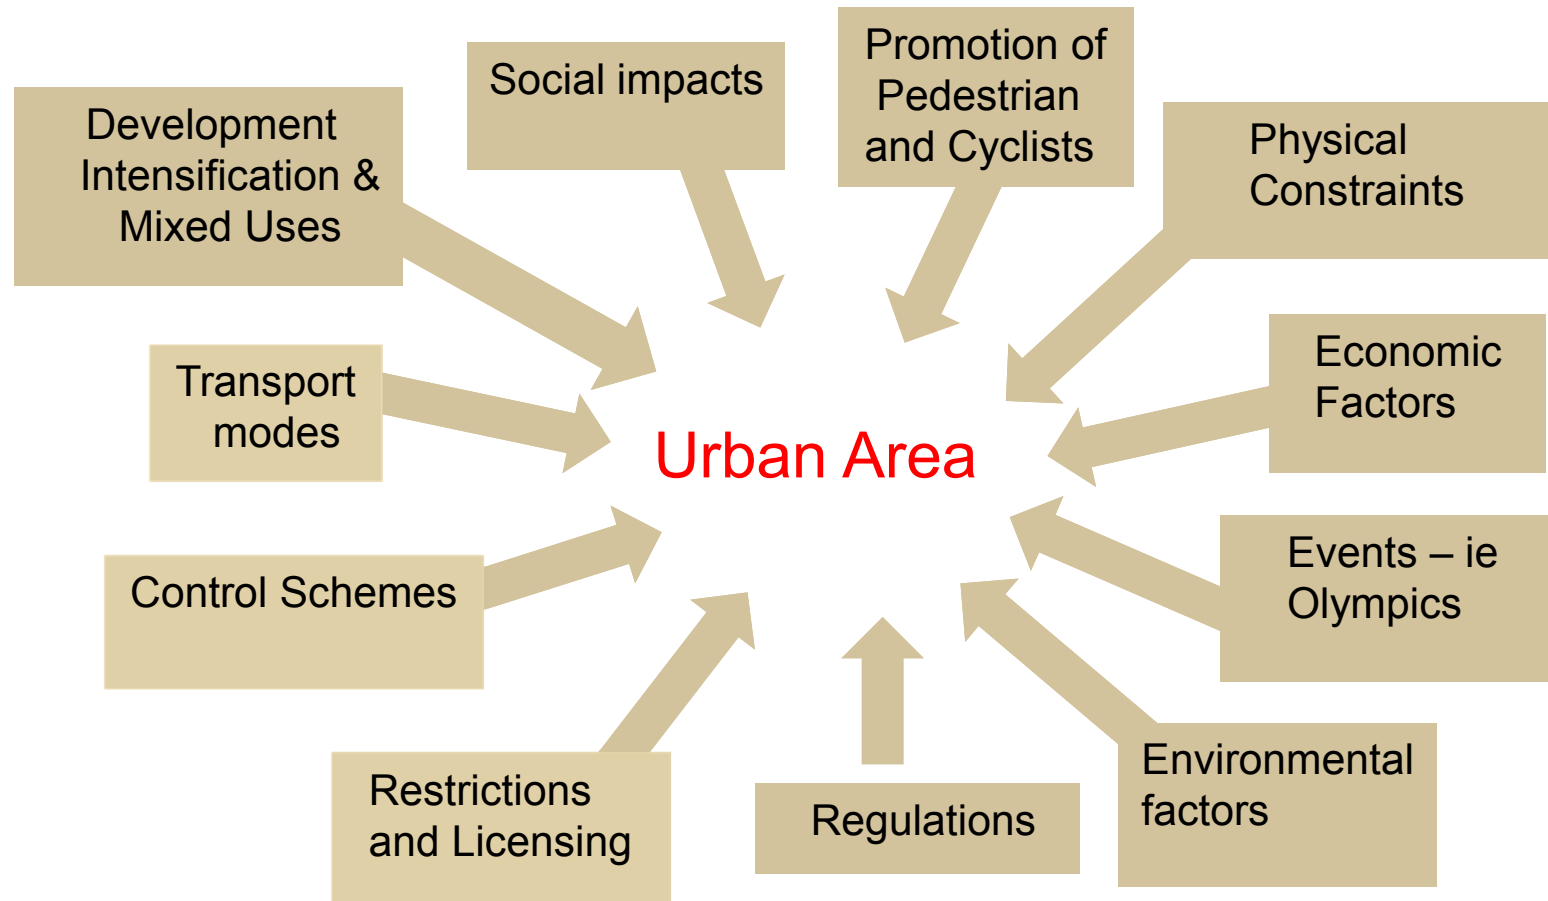 Social impacts
Promotion of
Pedestrian
and Cyclists
Development
Intensification &
Mixed Uses
Physical
Constraints
Transport
modes
Economic
Factors
Urban Area
Control Schemes
Events – ie
Olympics
Restrictions
and Licensing
Regulations
Environmental
factors